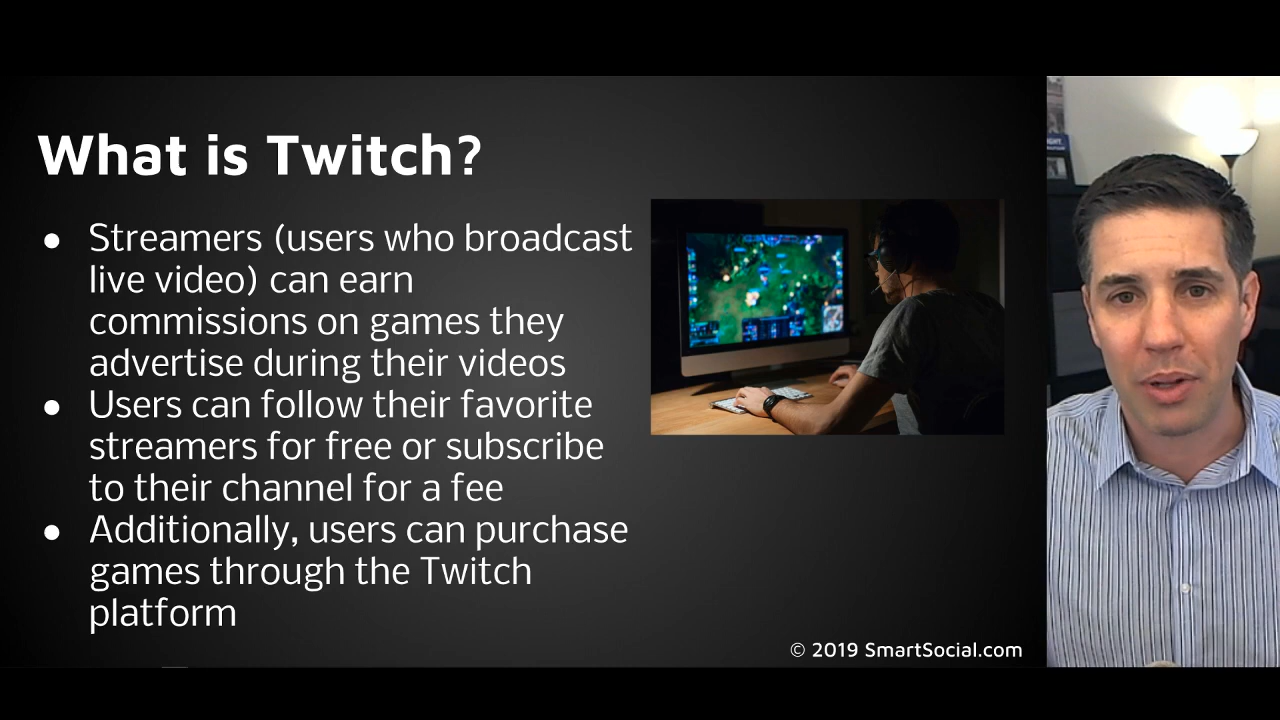 What is Twitch?
● Streamers (users who broadcast
live video) can earn
commissions on games they
advertise during their videos
● Users can follow their favorite
streamers for free or subscribe
to their channel for a fee
● Additionally, users can purchase
games through the Twitch
platform
© 2019 SmartSocial.com